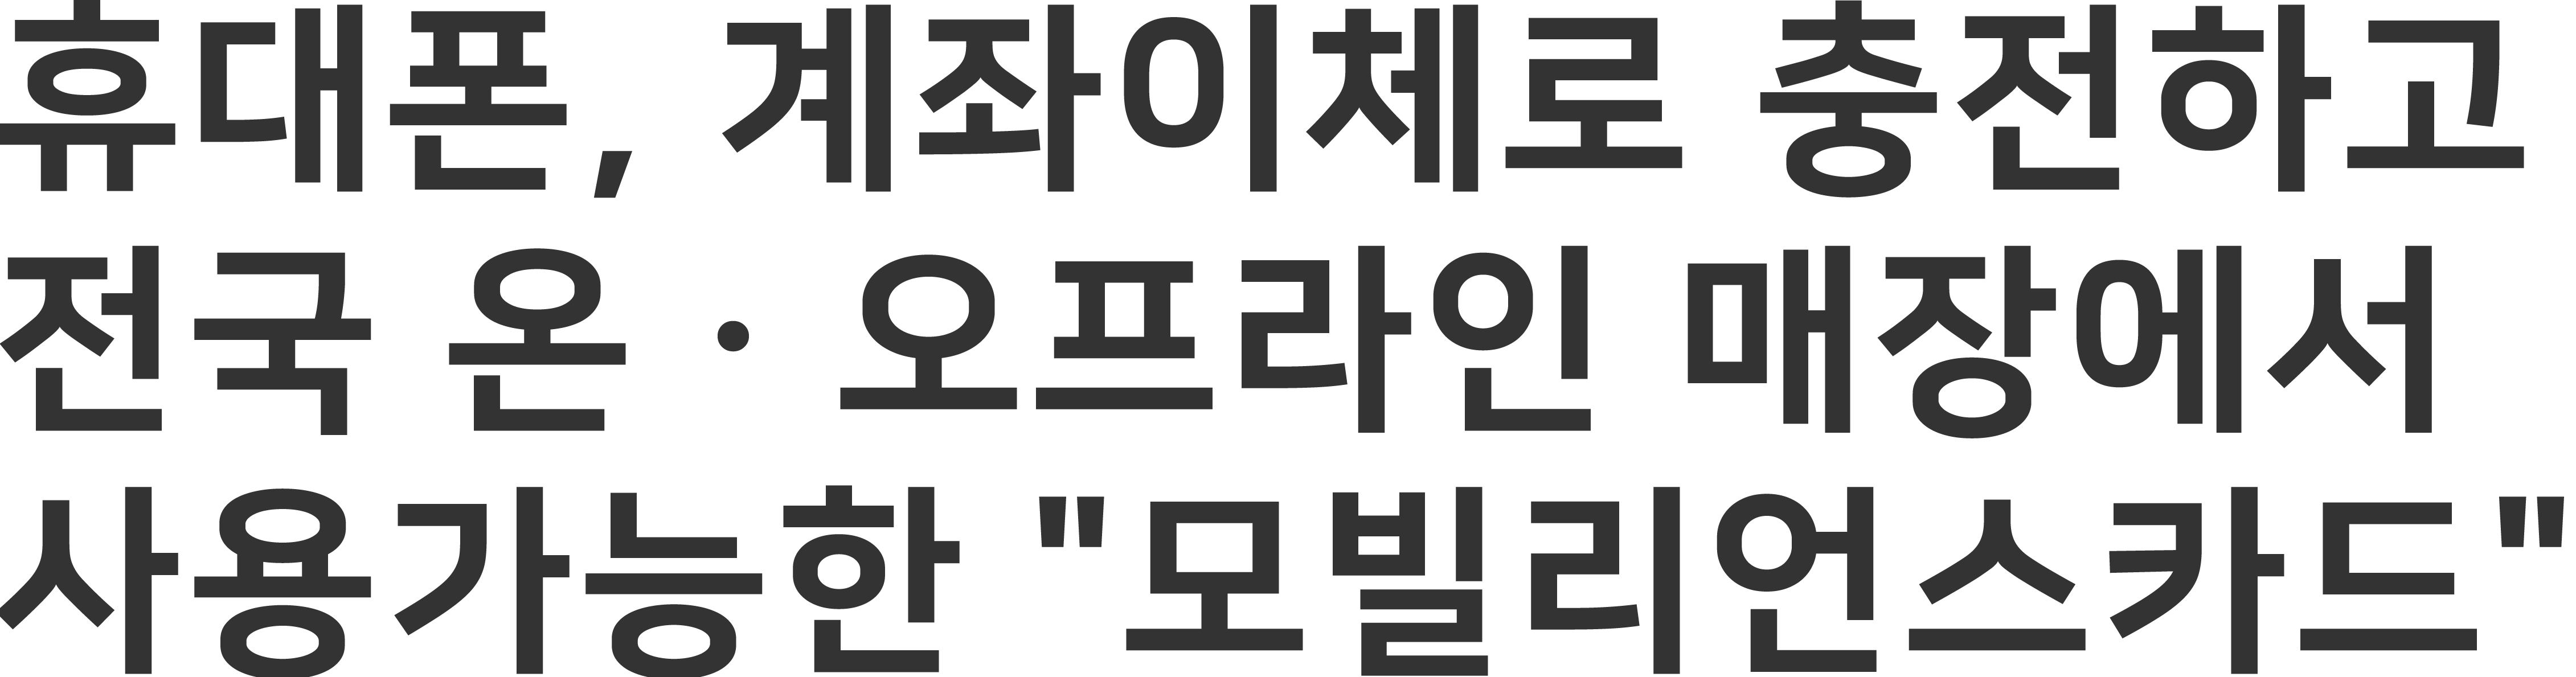 휴대폰, 계좌이체로 충전하고
전국 온 · 오프라인 매장에서
사용가능한 "모빌리언스카드"